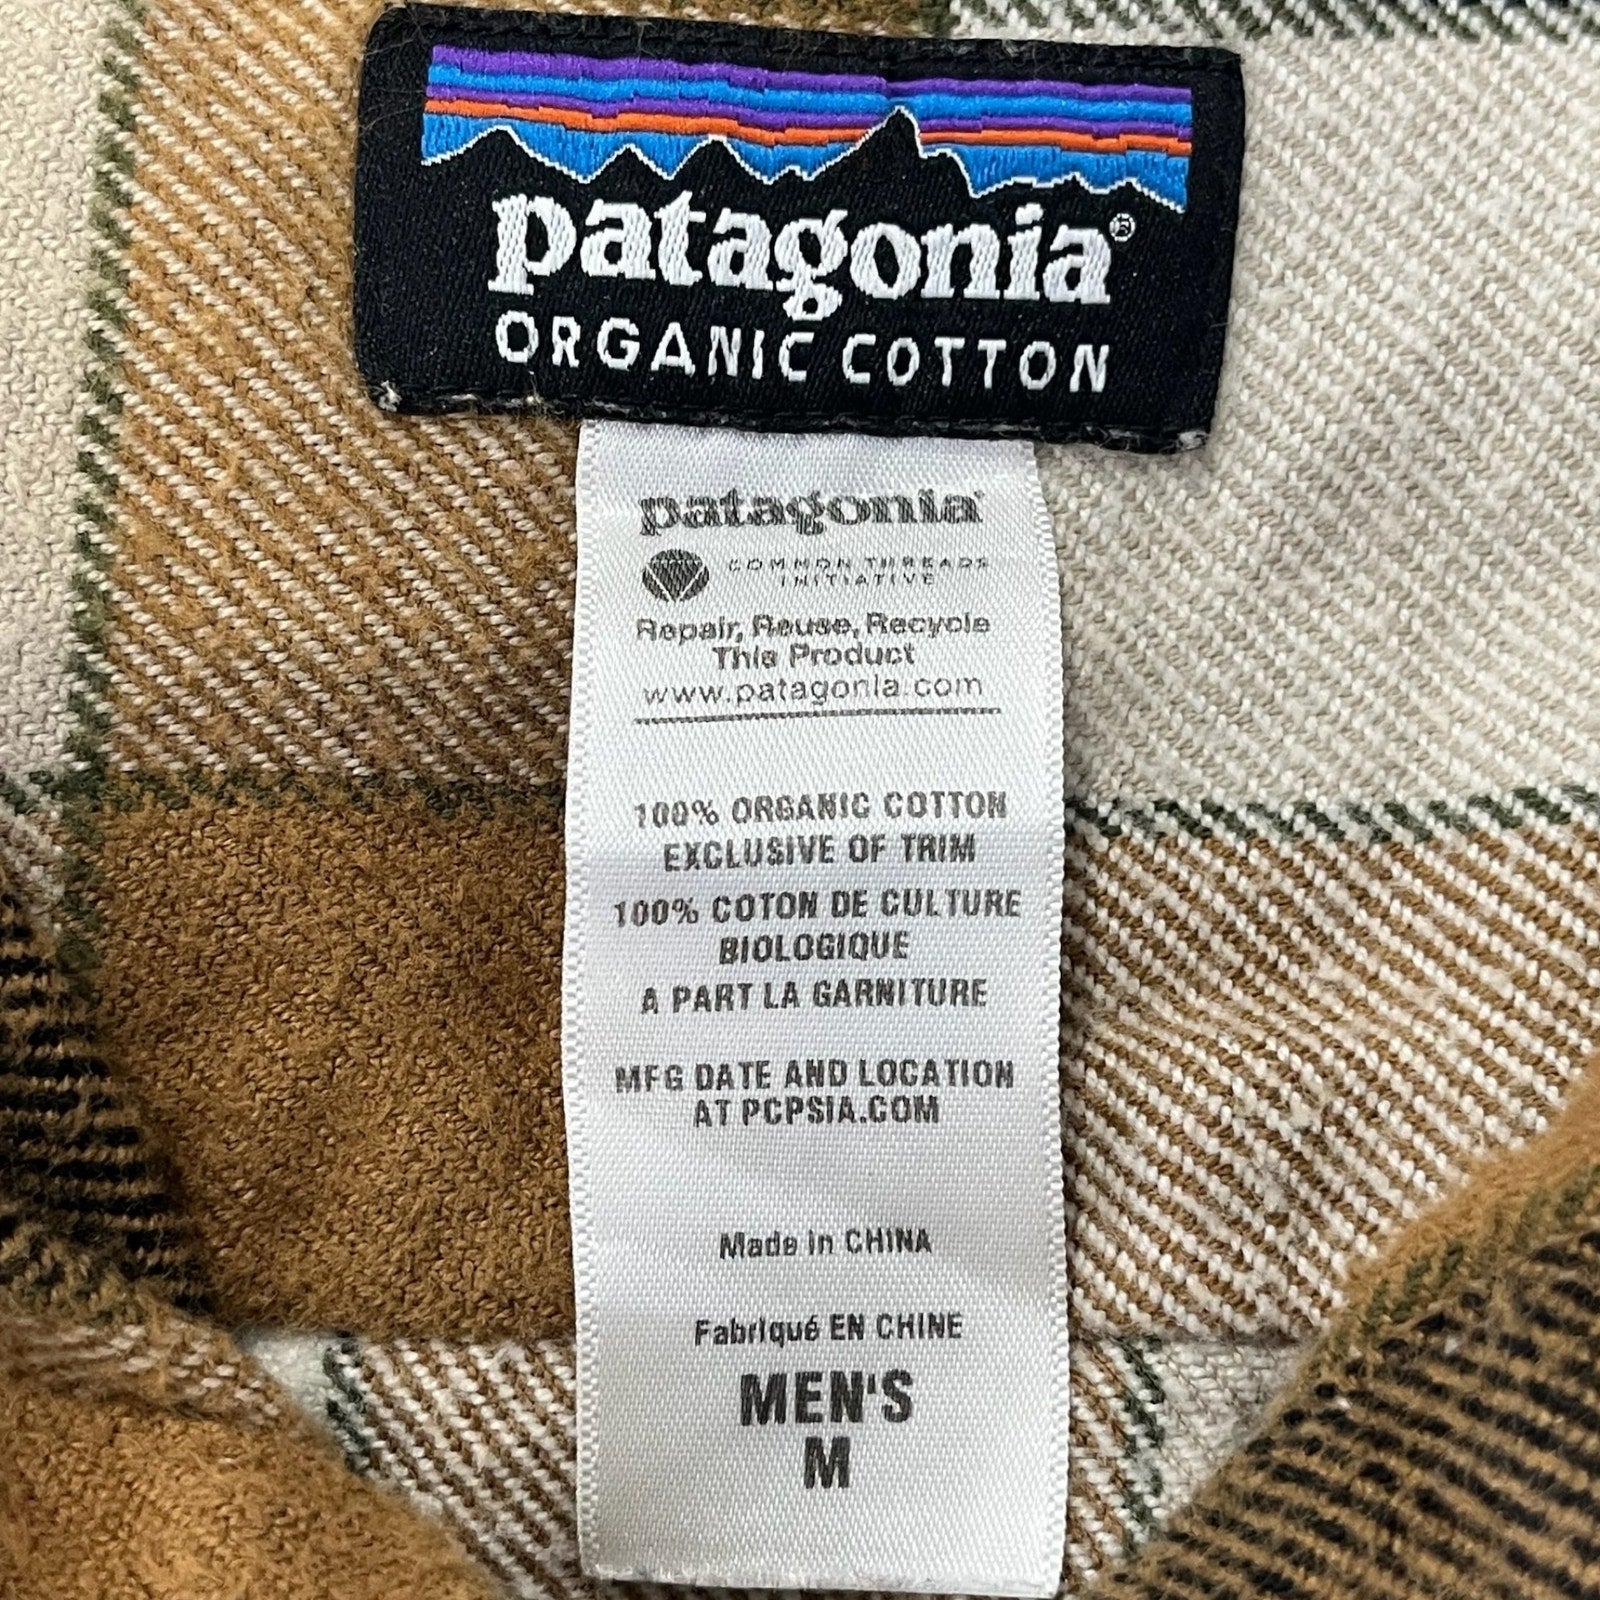 patagonia®
ORGANIC COTTON
patagonia®
COMMON THREADS
INITIATIVE
Repair, Reuse, Recycle
This Product
www.patagonia.com
100% ORGANIC COTTON
EXCLUSIVE OF TRIM
100% COTON DE CULTURE
BIOLOGIQUE
A PART LA GARNITURE
MFG DATE AND LOCATION
AT PCPSIA.COM
Made in CHINA
Fabriqué EN CHINE
MEN'S
M